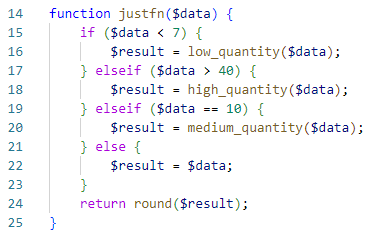 14 function justfn($data) {
15     if ($data < 7) {
16         $result = low_quantity($data);
17     } elseif ($data > 40) {
18         $result = high_quantity($data);
19     } elseif ($data == 10) {
20         $result = medium_quantity($data);
21     } else {
22         $result = $data;
23     }
24     return round($result);
25 }